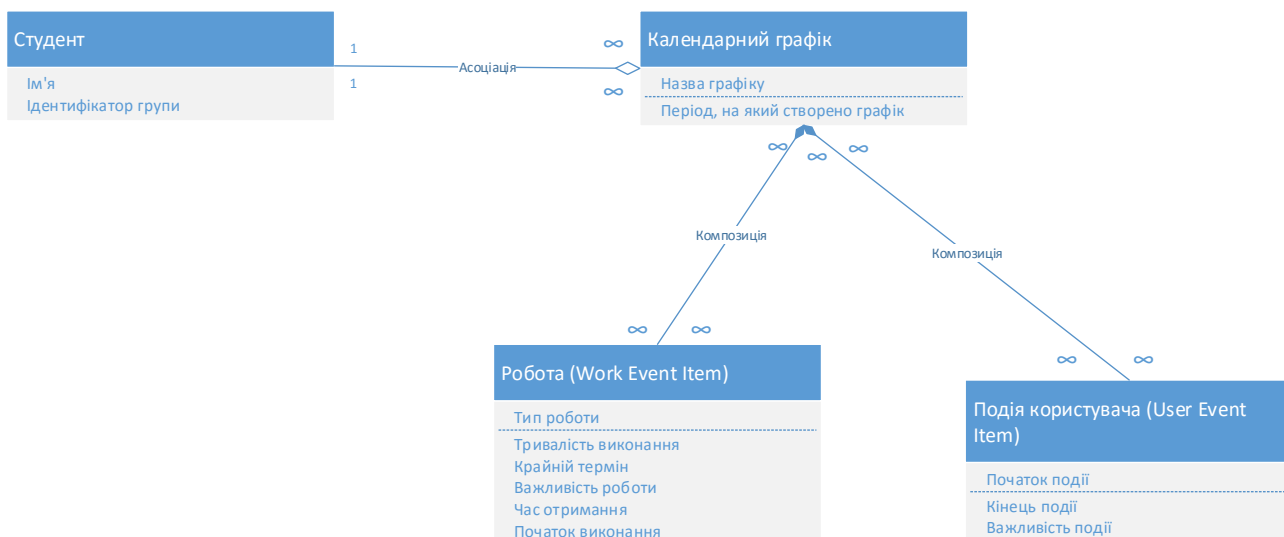 Студент
Ім'я
Ідентифікатор групи
1
1
Асоціація
∞
∞
Календарний графік
Назва графіку
Період, на який створено графік
∞
∞
∞
Композиція
Композиція
∞
∞
Робота (Work Event Item)
Тип роботи
Тривалість виконання
Крайній термін
Важливість роботи
Час отримання
Початок виконання
∞
∞
Подія користувача (User Event
Item)
Початок події
Кінець події
Важливість події